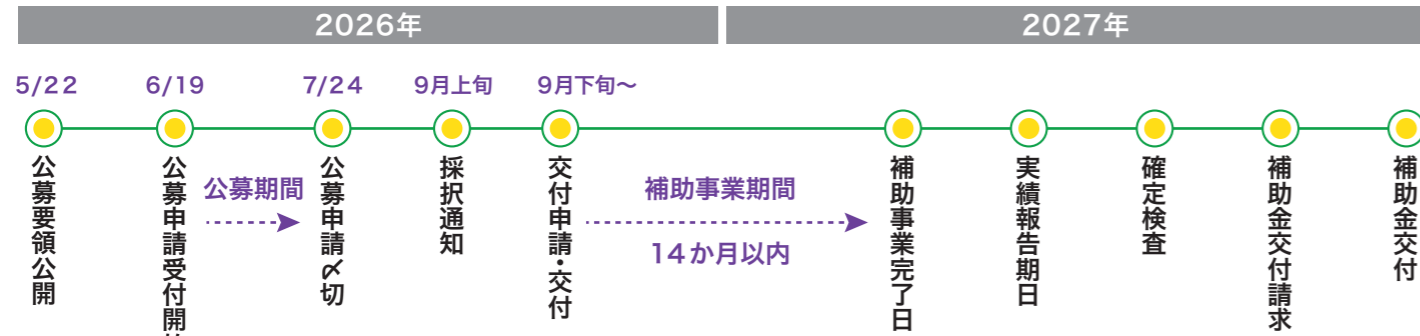 2026年
2027年
5/22
6/19
7/24
9月上旬
9月下旬～
公募要領公開
公募申請受付開
公募期間
公募申請〆切
採択通知
交付申請・交付
補助事業期間
14か月以内
補助事業完了日
実績報告期日
確定検査
補助金交付請求
補助金交付